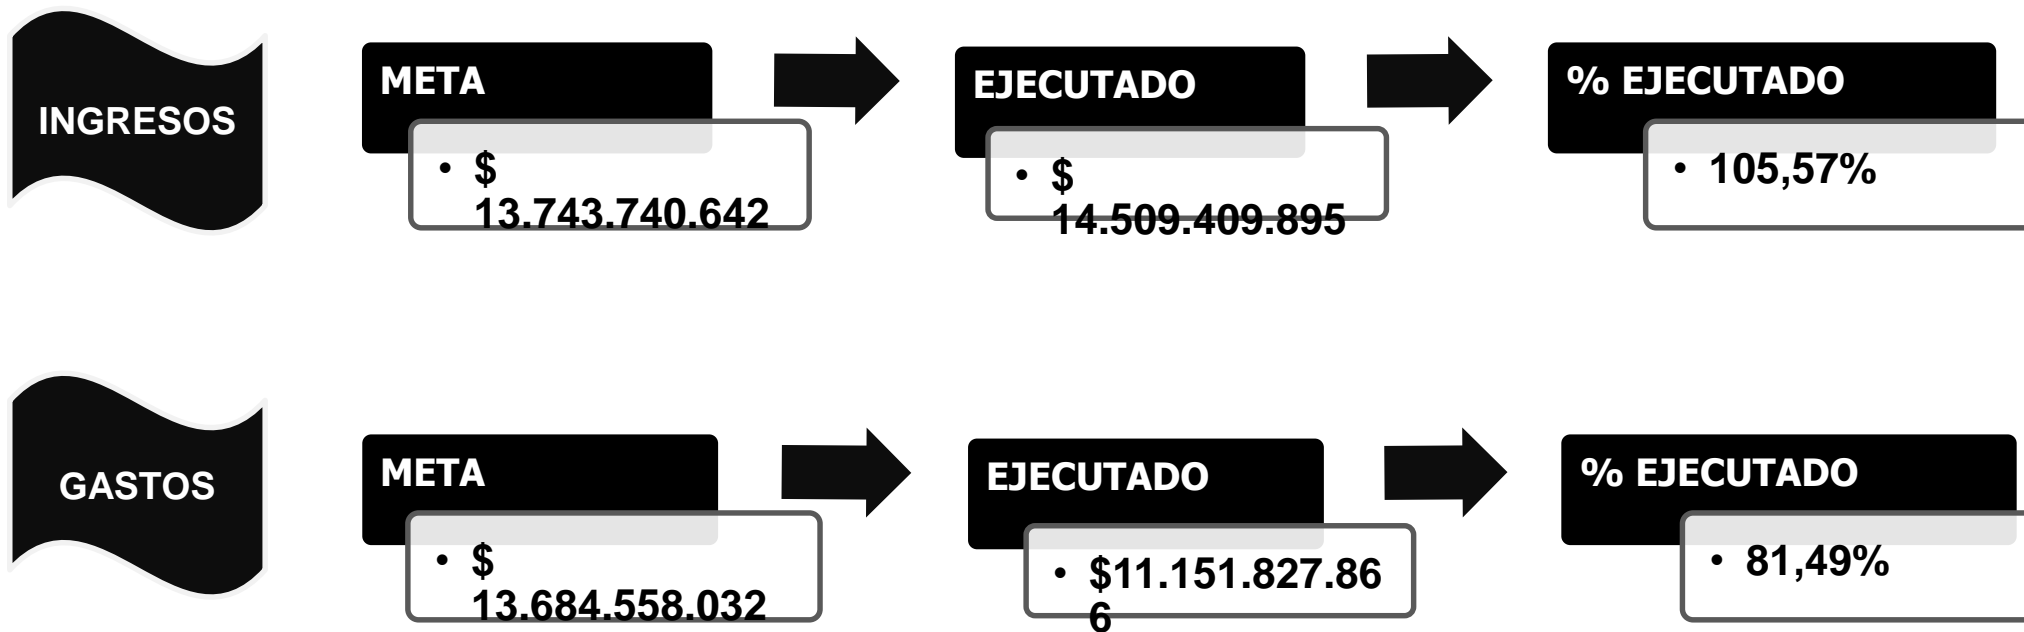 INGRESOS
META
• $
13.743.740.642
EJECUTADO
• $
14.509.409.895
% EJECUTADO
• 105,57%
GASTOS
META
• $
13.684.558.032
EJECUTADO
• $11.151.827.86
6
% EJECUTADO
• 81,49%